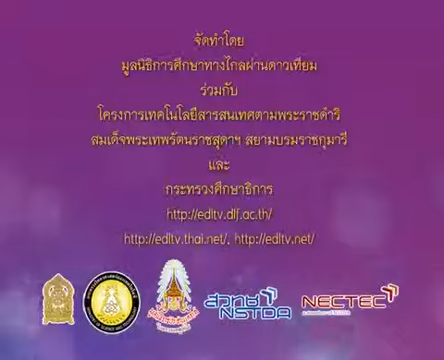 จัดทำโดย
มูลนิธิการศึกษาทางไกลผ่านดาวเทียม
ร่วมกับ
โครงการเทคโนโลยีสารสนเทศตามพระราชดำริ
สมเด็จพระเทพรัตนราชสุดาฯ สยามบรมราชกุมารี
และ
กระทรวงศึกษาธิการ
http://edltv.dlf.ac.th/
http://edltv.thai.net/, http://edltv.net/
สวทช NECTEC
NSTDA